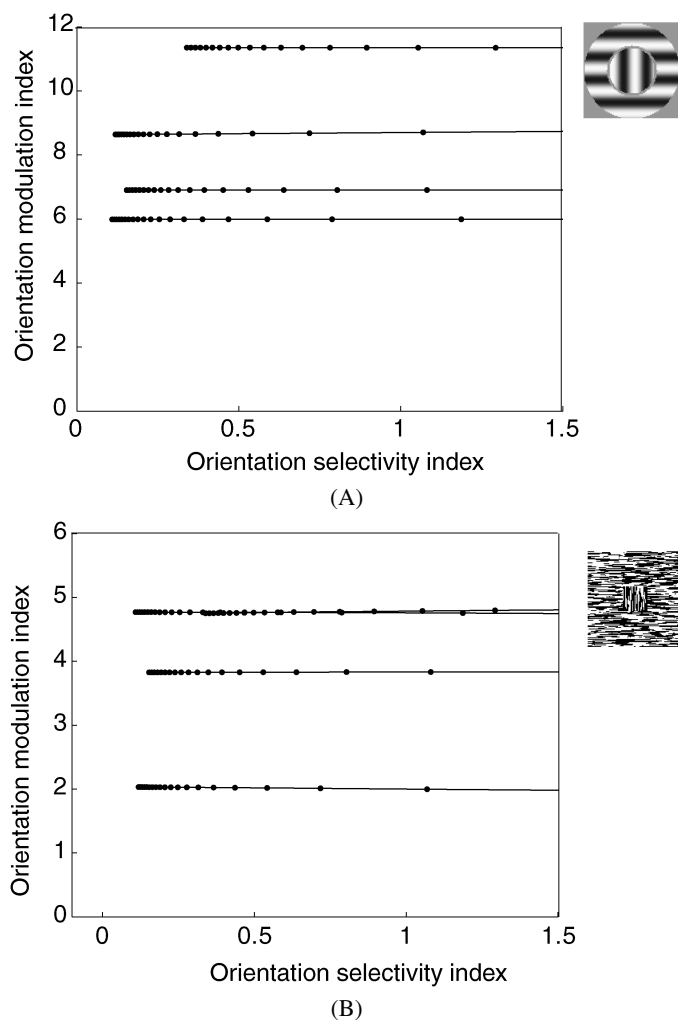 12
10
8
6
4
2
0
Orientation modulation index
0 0.5 1 1.5
Orientation selectivity index
(A)
6
5
4
3
2
1
0
Orientation modulation index
0 0.5 1 1.5
Orientation selectivity index
(B)